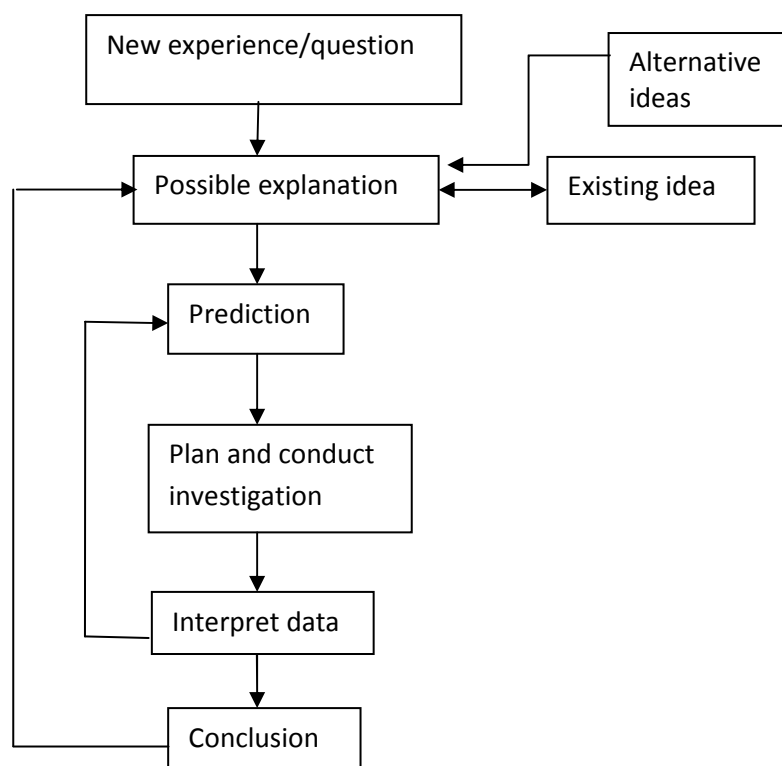 New experience/question
Alternative
ideas
Possible explanation
Existing idea
Prediction
Plan and conduct
investigation
Interpret data
Conclusion